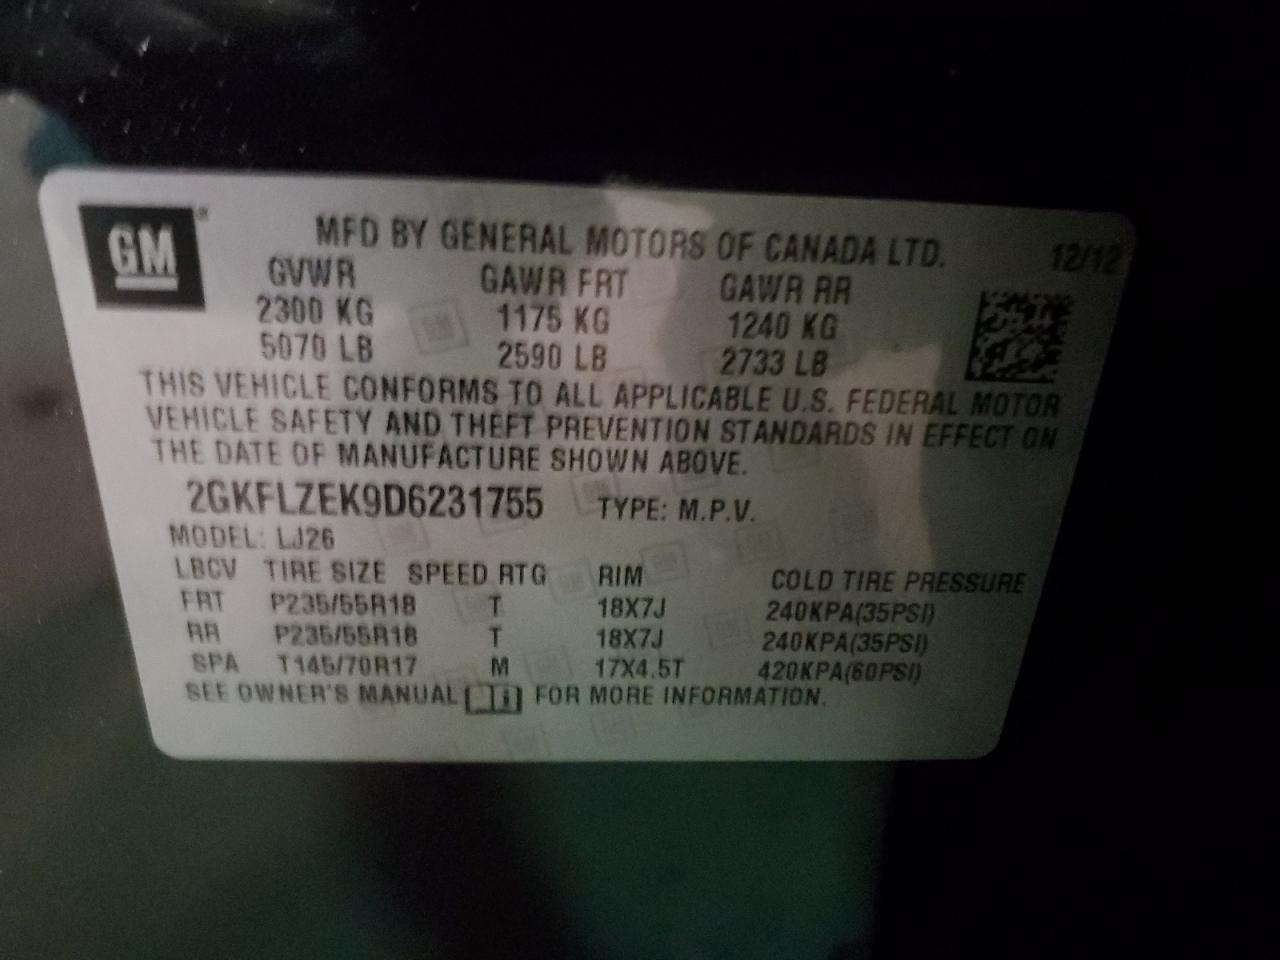 GM
MFD BY GENERAL MOTORS OF CANADA LTD. 12/12
GVWR GAWR FRT GAWR RR
2300 KG 1175 KG 1240 KG
5070 LB 2590 LB 2733 LB
THIS VEHICLE CONFORMS TO ALL APPLICABLE U.S. FEDERAL MOTOR
VEHICLE SAFETY AND THEFT PREVENTION STANDARDS IN EFFECT ON
THE DATE OF MANUFACTURE SHOWN ABOVE.
2GKFLZEK9D6231755 TYPE: M.P.V.
MODEL: LJ26
LBCV TIRE SIZE SPEED RTG RIM COLD TIRE PRESSURE
FRT P235/55R18 T 18X7J 240KPA(35PSI)
RR P235/55R18 T 18X7J 240KPA(35PSI)
SPA T145/70R17 M 17X4.5T 420KPA(60PSI)
SEE OWNER'S MANUAL FOR MORE INFORMATION.